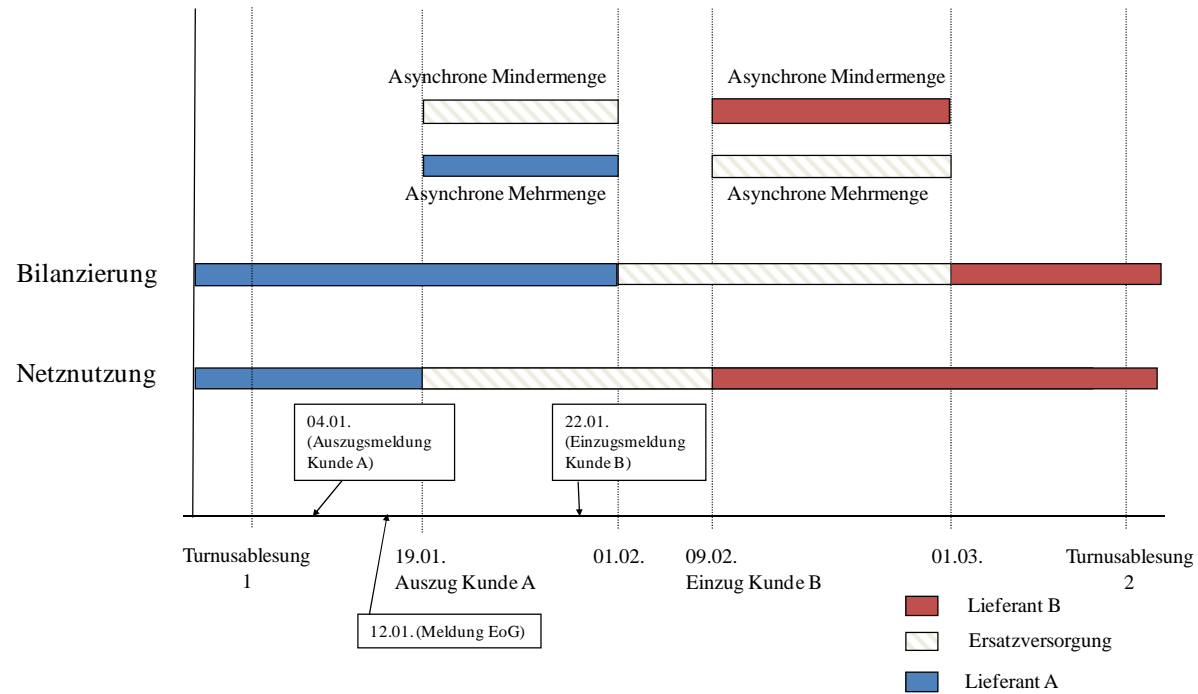 Asynchrone Mindermenge
Asynchrone Mindermenge
Asynchrone Mehrmenge
Asynchrone Mehrmenge
Bilanzierung
Netznutzung
04.01.
(Auszugsmeldung
Kunde A)
22.01.
(Einzugsmeldung
Kunde B)
Turnusablesung
1
19.01.
Auszug Kunde A
01.02.
09.02.
Einzug Kunde B
01.03.
Turnusablesung
2
12.01. (Meldung EoG)
Lieferant B
Ersatzversorgung
Lieferant A